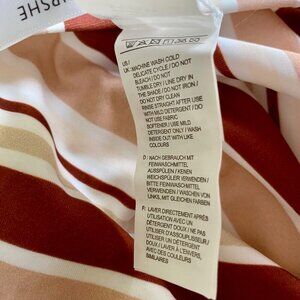 PSHE
US /
UK : MACHINE WASH COLD
DELICATE CYCLE / DO NOT
BLEACH / DO NOT
TUMBLE DRY / LINE DRY IN
THE SHADE / DO NOT IRON /
DO NOT DRY CLEAN
RINSE STRAIGHT AFTER USE
WITH MILD DETERGENT / DO
NOT USE FABRIC
SOFTENER / USE MILD
DETERGENT ONLY / WASH
INSIDE OUT WITH LIKE
COLOURS
D : NACH GEBRAUCH MIT
FEINWASCHMITTEL
AUSSPÜLEN / KEINEN
WEICHSPÜLER VERWENDEN /
BITTE FEINWASCHMITTEL
VERWENDEN / WASCHEN VON
LINKS, MIT GLEICHEN FARBEN
F : LAVER DIRECTEMENT APRÈS
UTILISATION AVEC UN
DÉTERGENT DOUX / NE PAS
UTILISER D'ASSOUPLISSEUR /
UTILISER UN DÉTERGENT
DOUX / LAVER À L'ENVERS
AVEC DES COULEURS
SIMILAIRES